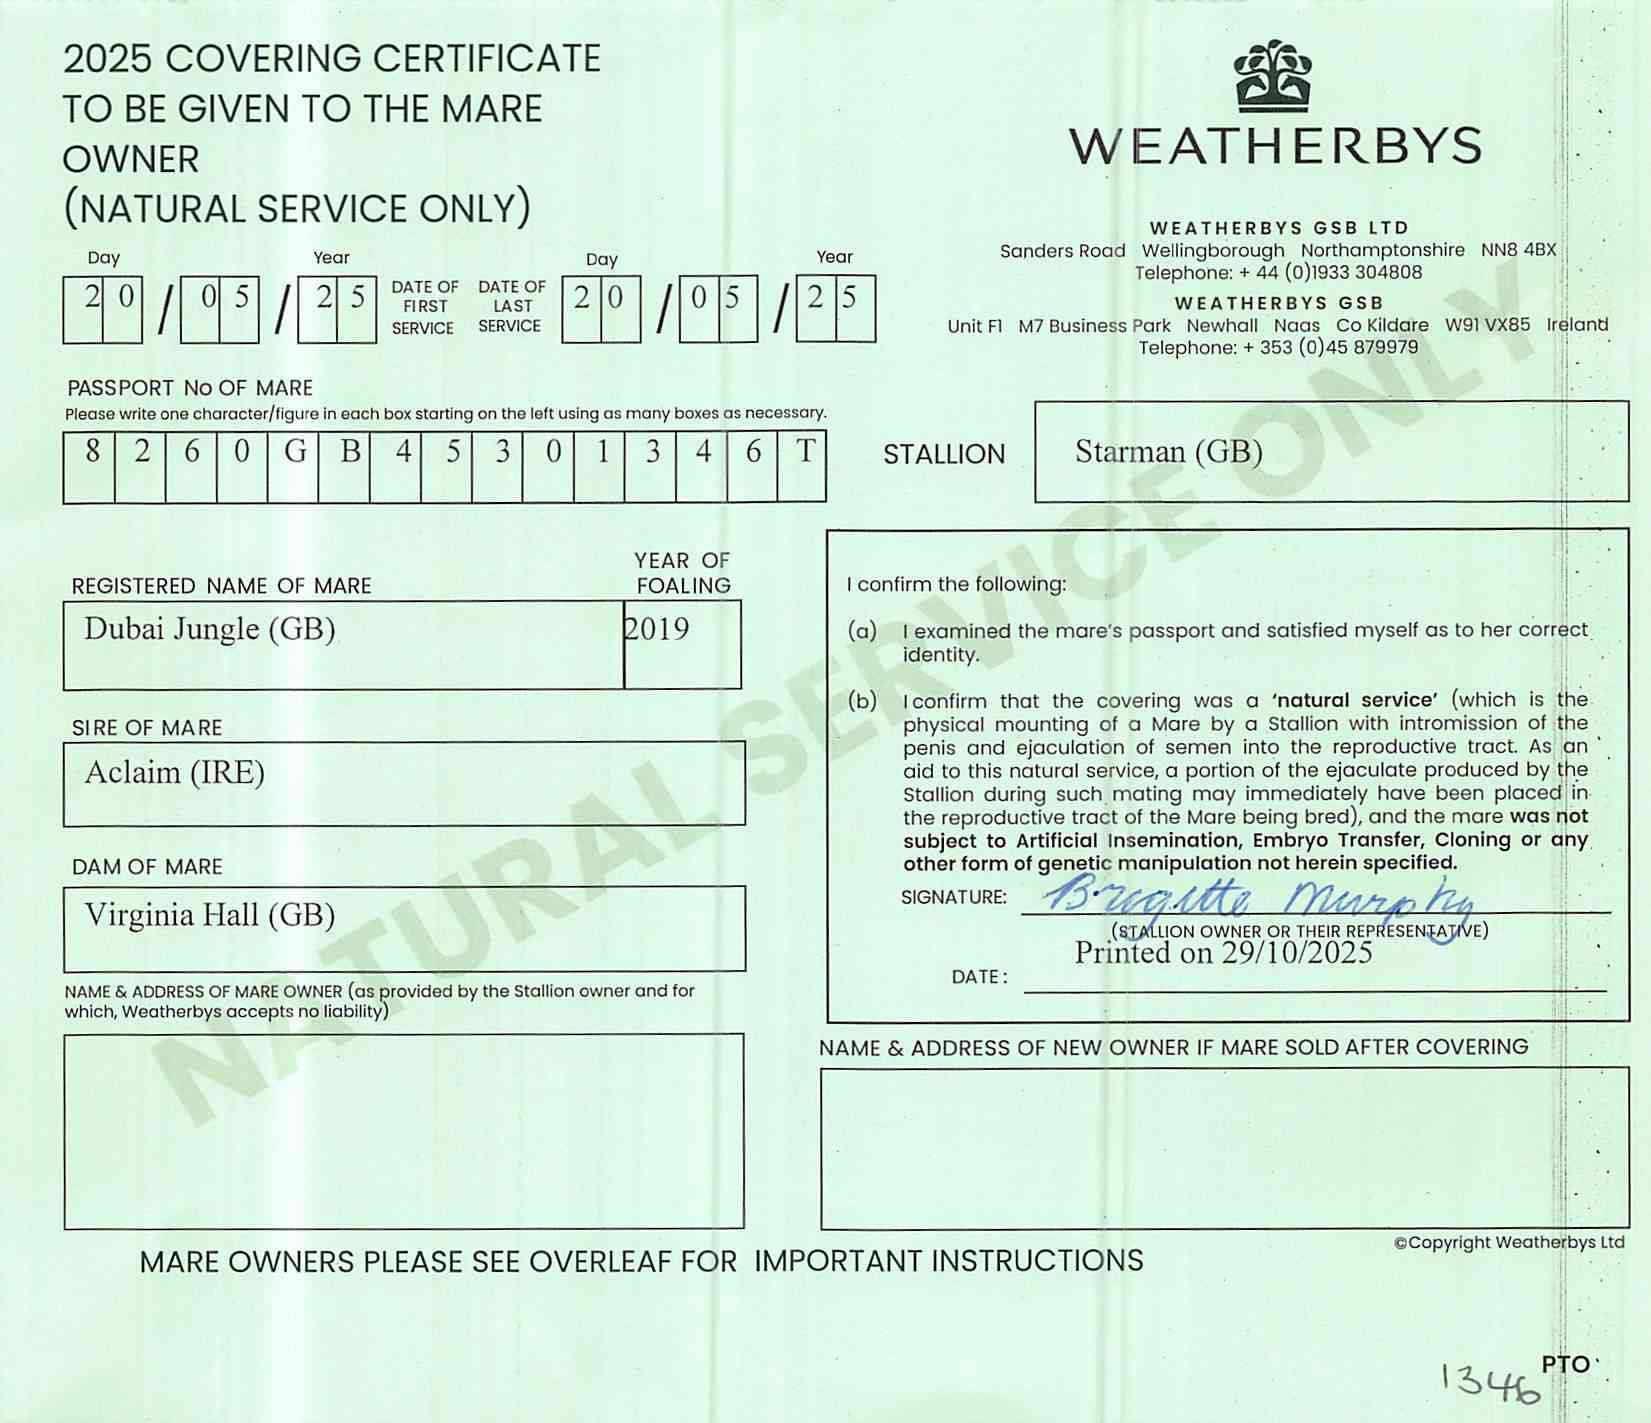 2025 COVERING CERTIFICATE
TO BE GIVEN TO THE MARE
OWNER
(NATURAL SERVICE ONLY)
WEATHERBYS
WEATHERBYS GSB LTD
Sanders Road Wellingborough Northamptonshire NN8 4BX
Telephone: + 44 (0)1933 304808
WEATHERBYS GSB
Unit F1 M7 Business Park Newhall Naas Co Kildare W91 VX85 Ireland
Telephone: + 353 (0)45 879979
Day Year Day Year
20 / 05 / 25 DATE OF FIRST SERVICE DATE OF LAST SERVICE 20 / 05 / 25
PASSPORT No OF MARE
Please write one character/figure in each box starting on the left using as many boxes as necessary.
8 2 6 0 G B 4 5 3 0 1 3 4 6 T
STALLION Starman (GB)
REGISTERED NAME OF MARE YEAR OF FOALING
Dubai Jungle (GB) 2019
SIRE OF MARE
Aclaim (IRE)
DAM OF MARE
Virginia Hall (GB)
NAME & ADDRESS OF MARE OWNER (as provided by the Stallion owner and for
which, Weatherbys accepts no liability)
I confirm the following:
(a) I examined the mare's passport and satisfied myself as to her correct
identity.
(b) I confirm that the covering was a 'natural service' (which is the
physical mounting of a Mare by a Stallion with intromission of the
penis and ejaculation of semen into the reproductive tract. As an
aid to this natural service, a portion of the ejaculate produced by the
Stallion during such mating may immediately have been placed in
the reproductive tract of the Mare being bred), and the mare was not
subject to Artificial Insemination, Embryo Transfer, Cloning or any
other form of genetic manipulation not herein specified.
SIGNATURE: Brigitte Murphy
(STALLION OWNER OR THEIR REPRESENTATIVE)
Printed on 29/10/2025
DATE:
NAME & ADDRESS OF NEW OWNER IF MARE SOLD AFTER COVERING
©Copyright Weatherbys Ltd
MARE OWNERS PLEASE SEE OVERLEAF FOR IMPORTANT INSTRUCTIONS
PTO
1346
NATURAL SERVICE ONLY